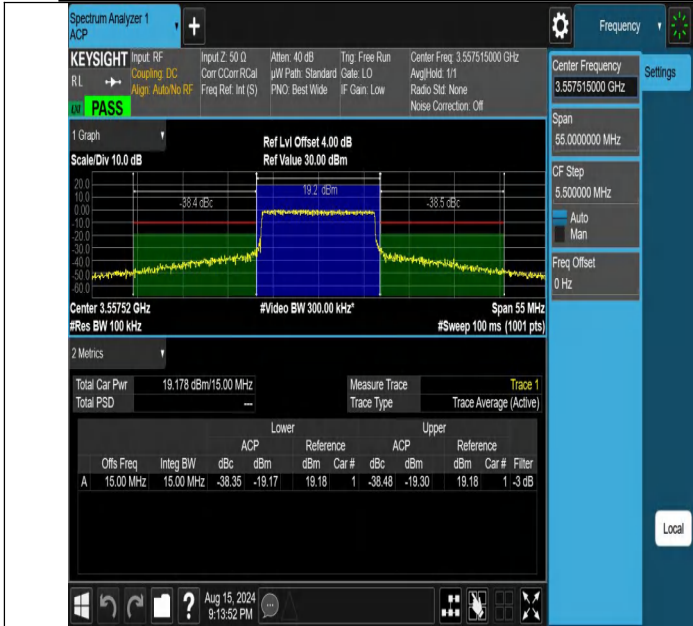 Spectrum Analyzer 1
ACP
+
Frequency
KEYSIGHT
RL
PASS
Input: RF
Coupling: DC
Align: Auto/No RF
Input Z: 50 Ω
Corr CCorr RCal
Freq Ref: Int (S)
Atten: 40 dB
µW Path: Standard
PNO: Best Wide
Trig: Free Run
Gate: LO
IF Gain: Low
Center Freq: 3.557515000 GHz
Avg|Hold: 1/1
Radio Std: None
Noise Correction: Off
Center Frequency
3.557515000 GHz
Settings
Span
55.0000000 MHz
CF Step
5.500000 MHz
Auto
Man
Freq Offset
0 Hz
1 Graph
Scale/Div 10.0 dB
Ref Lvl Offset 4.00 dB
Ref Value 30.00 dBm
20.0
10.0
0.00
-10.0
-20.0
-30.0
-40.0
-50.0
-60.0
-38.4 dBc
19.2 dBm
-38.5 dBc
Center 3.55752 GHz
#Video BW 300.00 kHz*
Span 55 MHz
#Res BW 100 kHz
#Sweep 100 ms (1001 pts)
2 Metrics
Total Car Pwr 19.178 dBm/15.00 MHz
Total PSD ---
Measure Trace Trace 1
Trace Type Trace Average (Active)
Lower Upper
ACP Reference ACP Reference
Offs Freq Integ BW dBc dBm dBm Car # dBc dBm dBm Car # Filter
A 15.00 MHz 15.00 MHz -38.35 -19.17 19.18 1 -38.48 -19.30 19.18 1 -3 dB
Local
?
Aug 15, 2024
9:13:52 PM